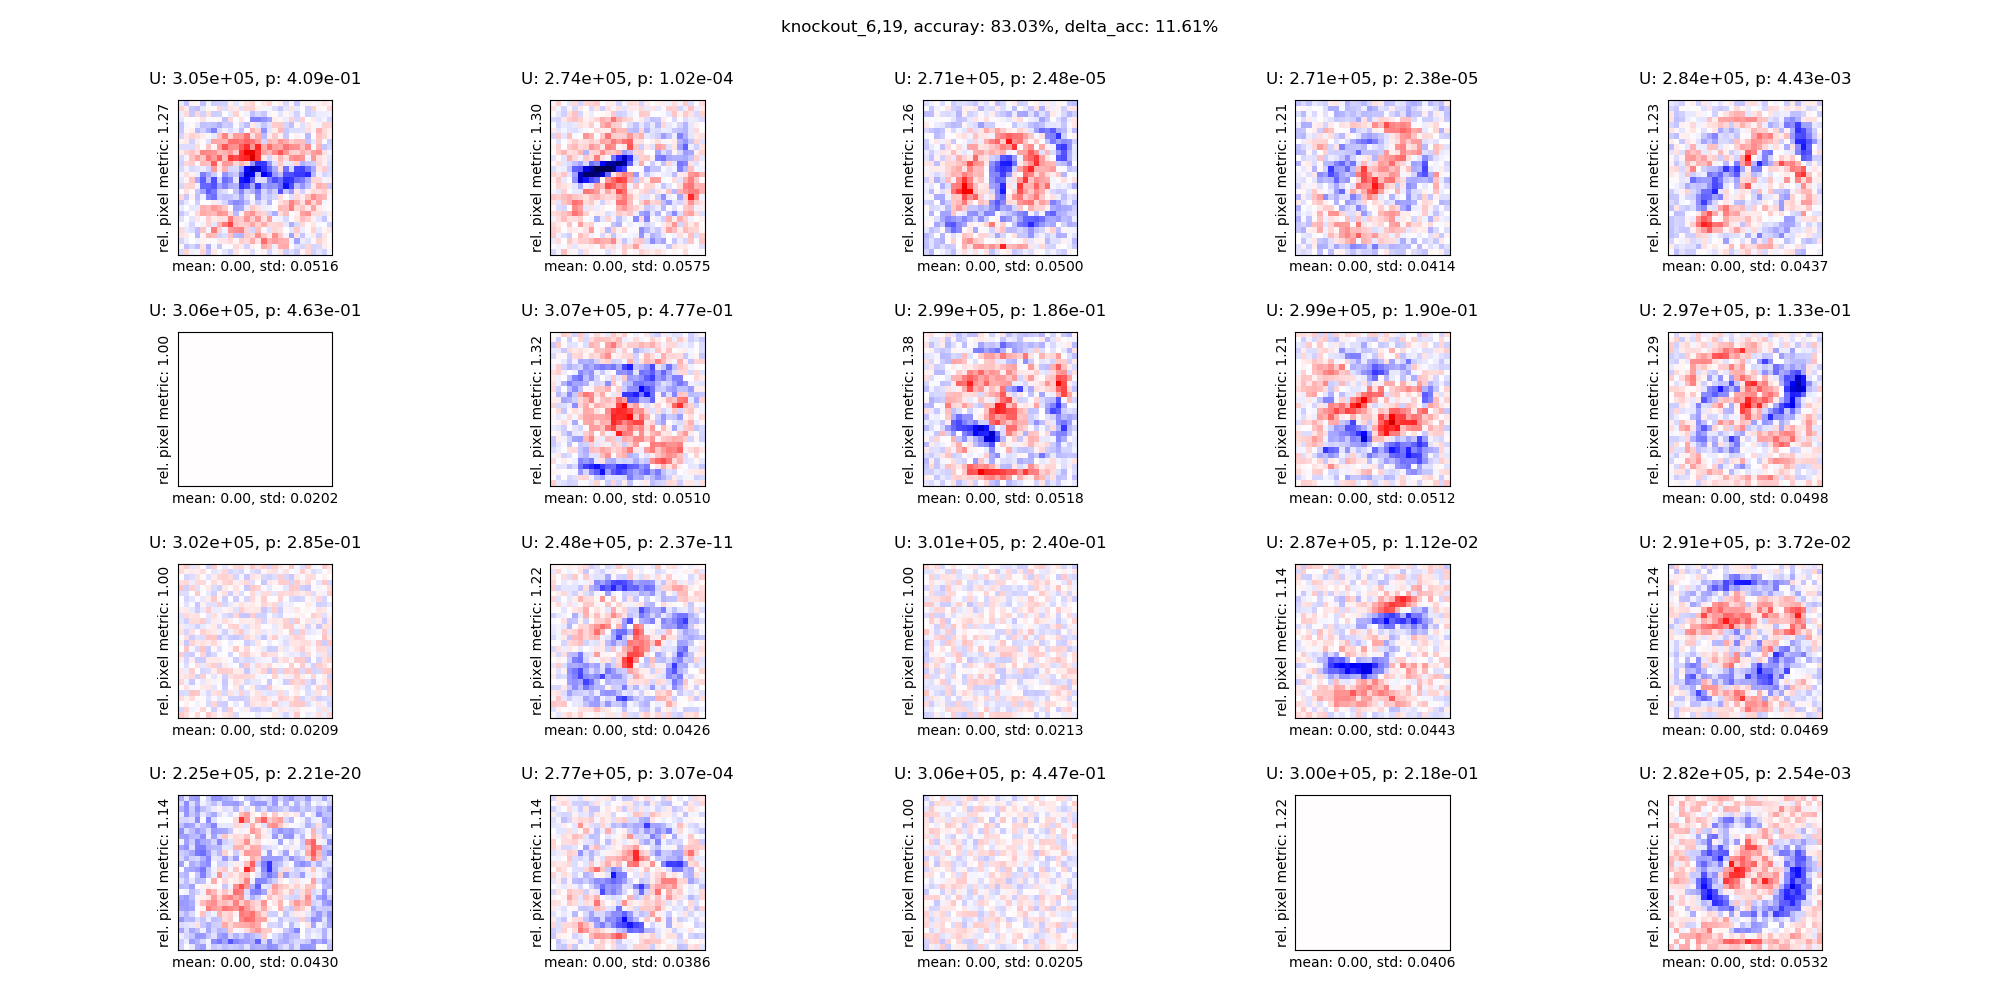 knockout_6,19, accuray: 83.03%, delta_acc: 11.61%
U: 3.05e+05, p: 4.09e-01
rel. pixel metric: 1.27
mean: 0.00, std: 0.0516
U: 2.74e+05, p: 1.02e-04
rel. pixel metric: 1.30
mean: 0.00, std: 0.0575
U: 2.71e+05, p: 2.48e-05
rel. pixel metric: 1.26
mean: 0.00, std: 0.0500
U: 2.71e+05, p: 2.38e-05
rel. pixel metric: 1.21
mean: 0.00, std: 0.0414
U: 2.84e+05, p: 4.43e-03
rel. pixel metric: 1.23
mean: 0.00, std: 0.0437
U: 3.06e+05, p: 4.63e-01
rel. pixel metric: 1.00
mean: 0.00, std: 0.0202
U: 3.07e+05, p: 4.77e-01
rel. pixel metric: 1.32
mean: 0.00, std: 0.0510
U: 2.99e+05, p: 1.86e-01
rel. pixel metric: 1.38
mean: 0.00, std: 0.0518
U: 2.99e+05, p: 1.90e-01
rel. pixel metric: 1.21
mean: 0.00, std: 0.0512
U: 2.97e+05, p: 1.33e-01
rel. pixel metric: 1.29
mean: 0.00, std: 0.0498
U: 3.02e+05, p: 2.85e-01
rel. pixel metric: 1.00
mean: 0.00, std: 0.0209
U: 2.48e+05, p: 2.37e-11
rel. pixel metric: 1.22
mean: 0.00, std: 0.0426
U: 3.01e+05, p: 2.40e-01
rel. pixel metric: 1.00
mean: 0.00, std: 0.0213
U: 2.87e+05, p: 1.12e-02
rel. pixel metric: 1.14
mean: 0.00, std: 0.0443
U: 2.91e+05, p: 3.72e-02
rel. pixel metric: 1.24
mean: 0.00, std: 0.0469
U: 2.25e+05, p: 2.21e-20
rel. pixel metric: 1.14
mean: 0.00, std: 0.0430
U: 2.77e+05, p: 3.07e-04
rel. pixel metric: 1.14
mean: 0.00, std: 0.0386
U: 3.06e+05, p: 4.47e-01
rel. pixel metric: 1.00
mean: 0.00, std: 0.0205
U: 3.00e+05, p: 2.18e-01
rel. pixel metric: 1.22
mean: 0.00, std: 0.0406
U: 2.82e+05, p: 2.54e-03
rel. pixel metric: 1.22
mean: 0.00, std: 0.0532